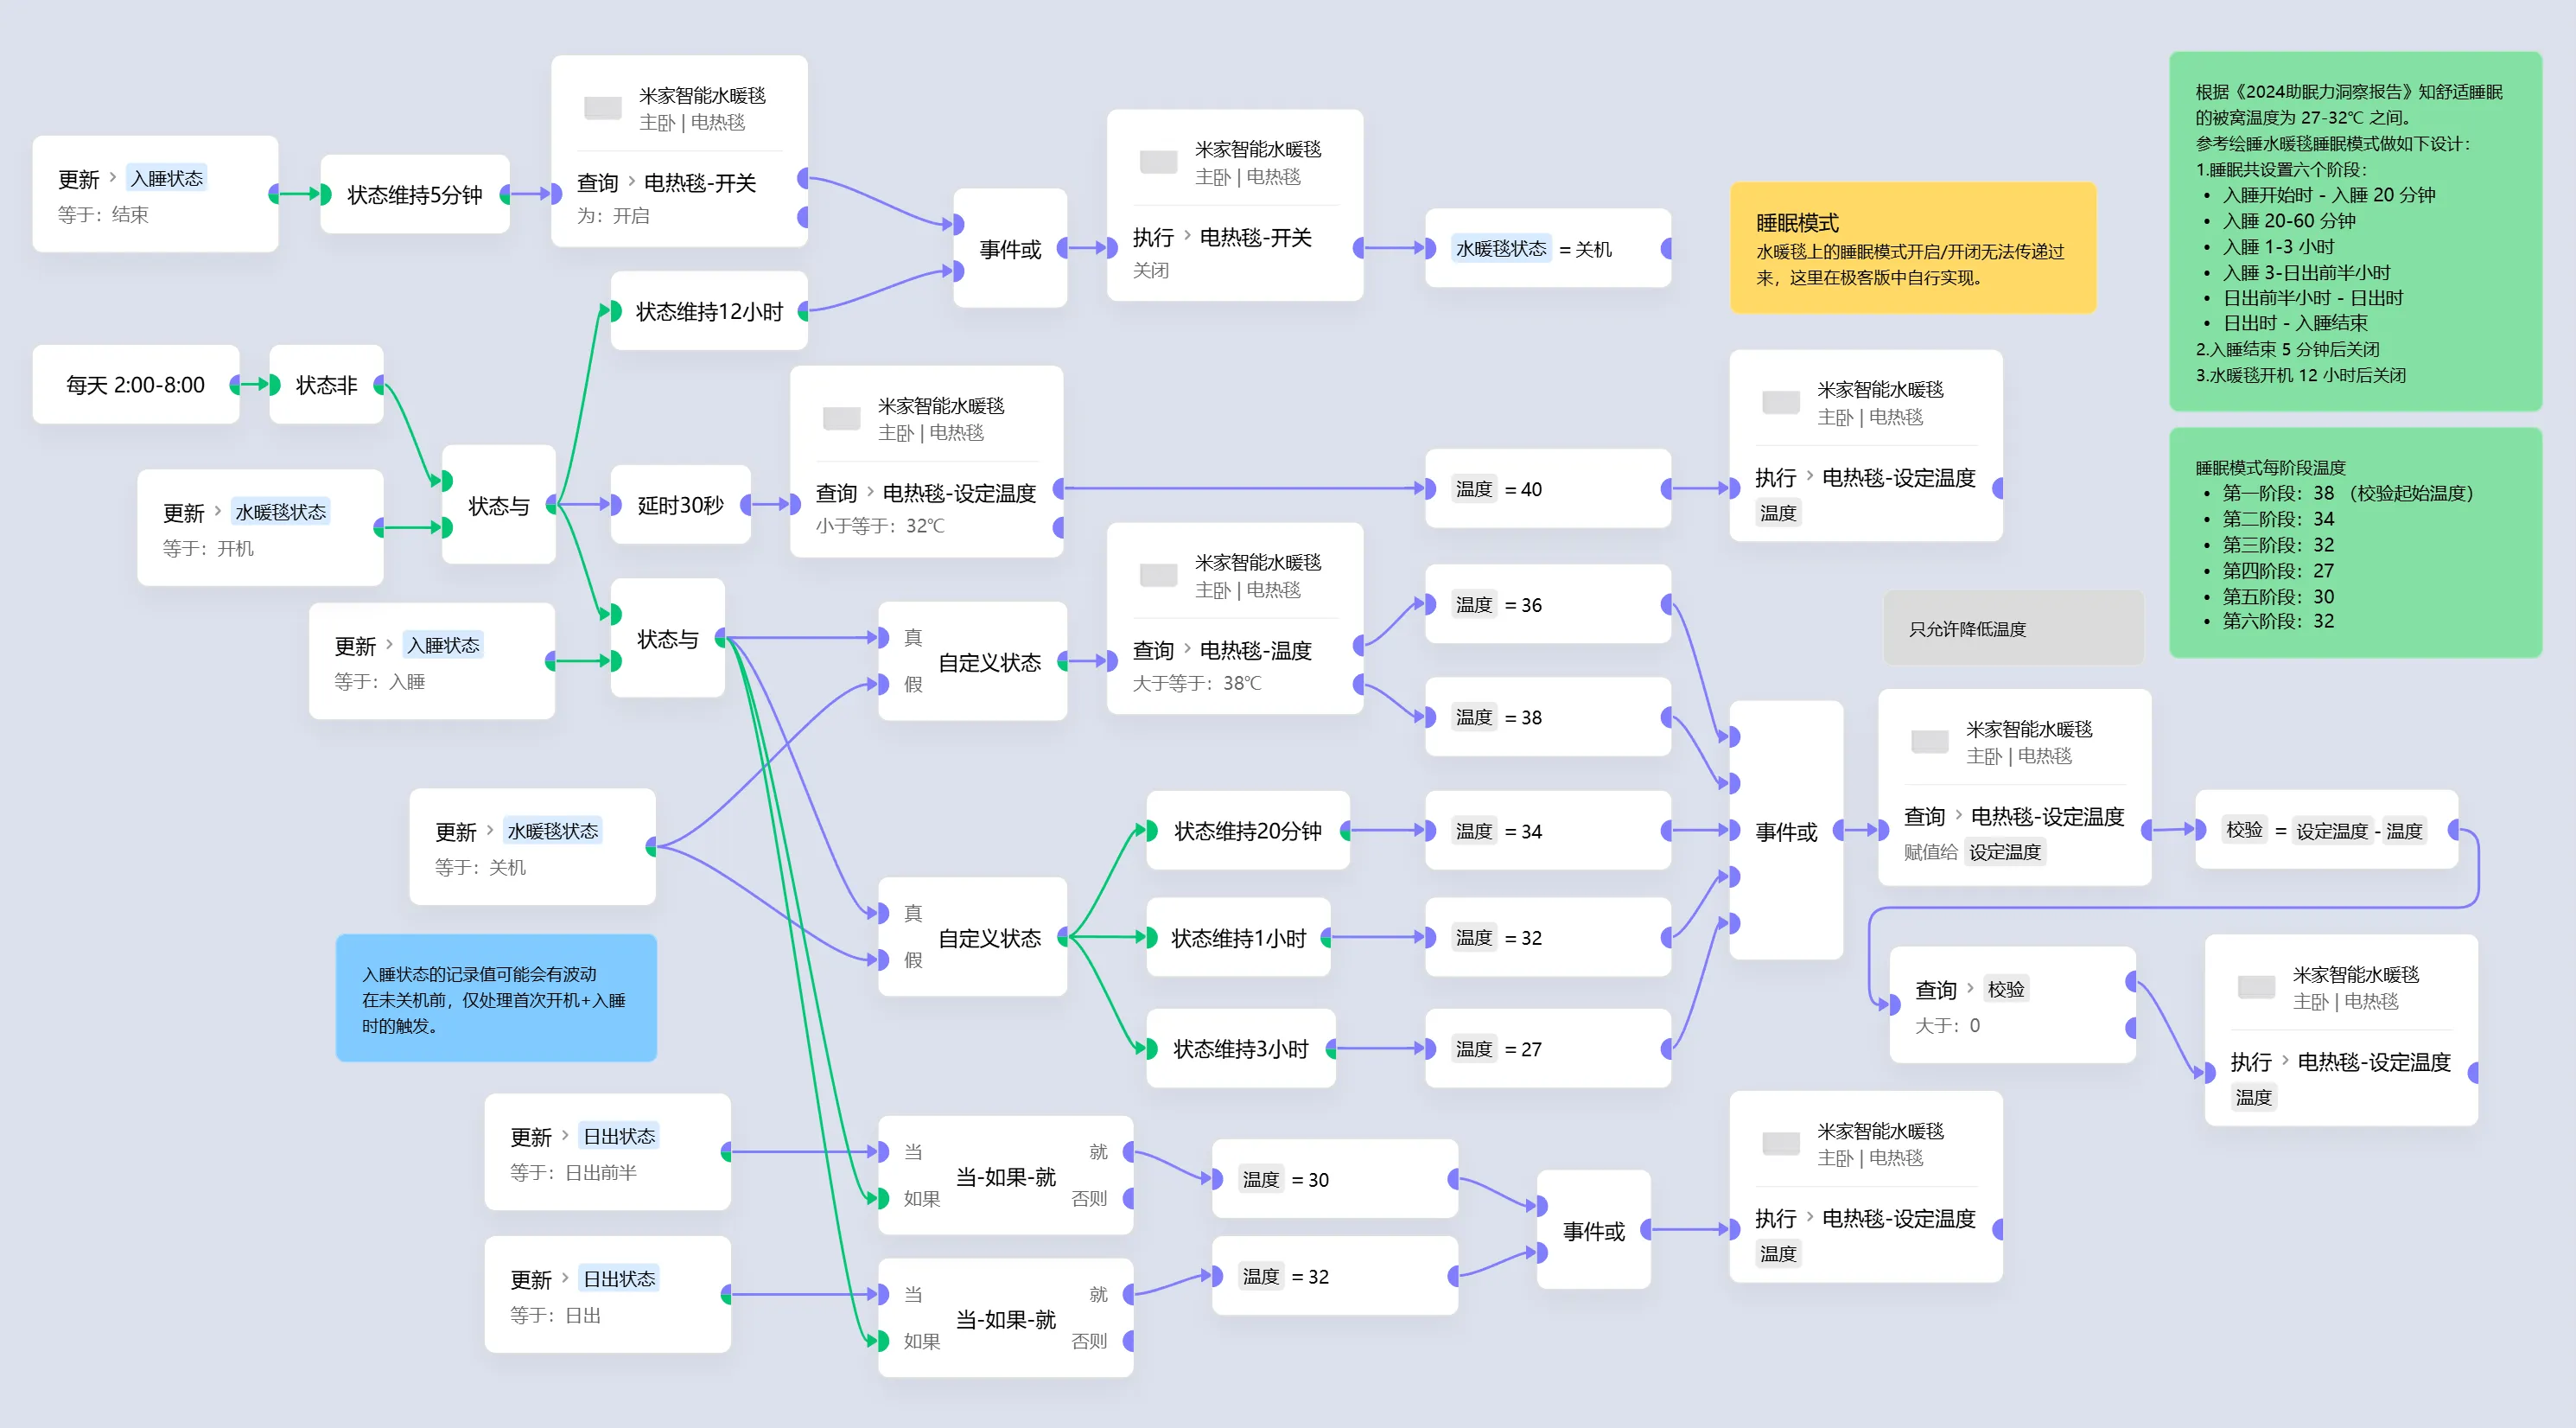 更新 > 入睡状态
等于：结束
状态维持5分钟
米家智能水暖毯
主卧 | 电热毯
查询 > 电热毯-开关
为：开启
事件或
米家智能水暖毯
主卧 | 电热毯
执行 > 电热毯-开关
关闭
水暖毯状态 = 关机
睡眠模式
水暖毯上的睡眠模式开启/开闭无法传递过
来，这里在极客版中自行实现。
根据《2024助眠力洞察报告》知舒适睡眠
的被窝温度为 27-32℃ 之间。
参考绘睡水暖毯睡眠模式做如下设计：
1.睡眠共设置六个阶段：
• 入睡开始时 - 入睡 20 分钟
• 入睡 20-60 分钟
• 入睡 1-3 小时
• 入睡 3-日出前半小时
• 日出前半小时 - 日出时
• 日出时 - 入睡结束
2.入睡结束 5 分钟后关闭
3.水暖毯开机 12 小时后关闭
状态维持12小时
每天 2:00-8:00
状态非
更新 > 水暖毯状态
等于：开机
状态与
延时30秒
米家智能水暖毯
主卧 | 电热毯
查询 > 电热毯-设定温度
小于等于：32℃
温度 = 40
米家智能水暖毯
主卧 | 电热毯
执行 > 电热毯-设定温度
温度
睡眠模式每阶段温度
• 第一阶段：38 （校验起始温度）
• 第二阶段：34
• 第三阶段：32
• 第四阶段：27
• 第五阶段：30
• 第六阶段：32
更新 > 入睡状态
等于：入睡
状态与
真
假
自定义状态
米家智能水暖毯
主卧 | 电热毯
查询 > 电热毯-温度
大于等于：38℃
温度 = 36
温度 = 38
只允许降低温度
更新 > 水暖毯状态
等于：关机
真
假
自定义状态
状态维持20分钟
温度 = 34
状态维持1小时
温度 = 32
状态维持3小时
温度 = 27
事件或
米家智能水暖毯
主卧 | 电热毯
查询 > 电热毯-设定温度
赋值给 设定温度
校验 = 设定温度 - 温度
查询 > 校验
大于：0
米家智能水暖毯
主卧 | 电热毯
执行 > 电热毯-设定温度
温度
入睡状态的记录值可能会有波动
在未关机前，仅处理首次开机+入睡
时的触发。
更新 > 日出状态
等于：日出前半
当 就
当-如果-就
如果 否则
温度 = 30
更新 > 日出状态
等于：日出
当 就
当-如果-就
如果 否则
温度 = 32
事件或
米家智能水暖毯
主卧 | 电热毯
执行 > 电热毯-设定温度
温度